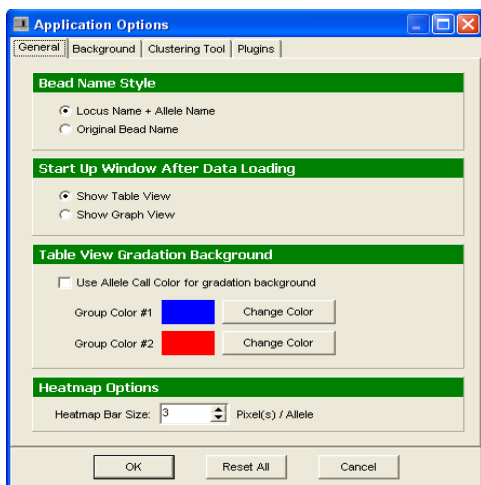 Application Options
General Background Clustering Tool Plugins
Bead Name Style
Locus Name + Allele Name
Original Bead Name
Start Up Window After Data Loading
Show Table View
Show Graph View
Table View Gradation Background
Use Allele Call Color for gradation background
Group Color #1 Change Color
Group Color #2 Change Color
Heatmap Options
Heatmap Bar Size: 3 Pixel(s) / Allele
OK Reset All Cancel